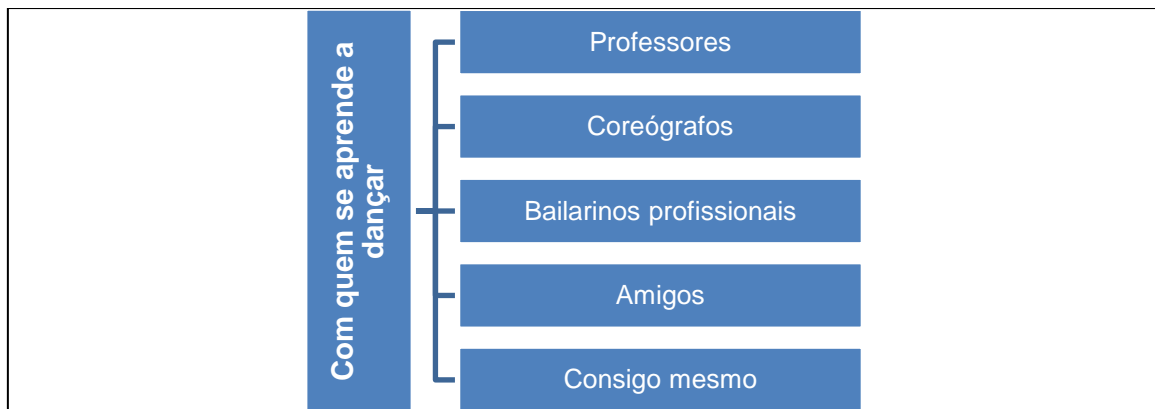 Com quem se aprende a
dançar
Professores
Coreógrafos
Bailarinos profissionais
Amigos
Consigo mesmo